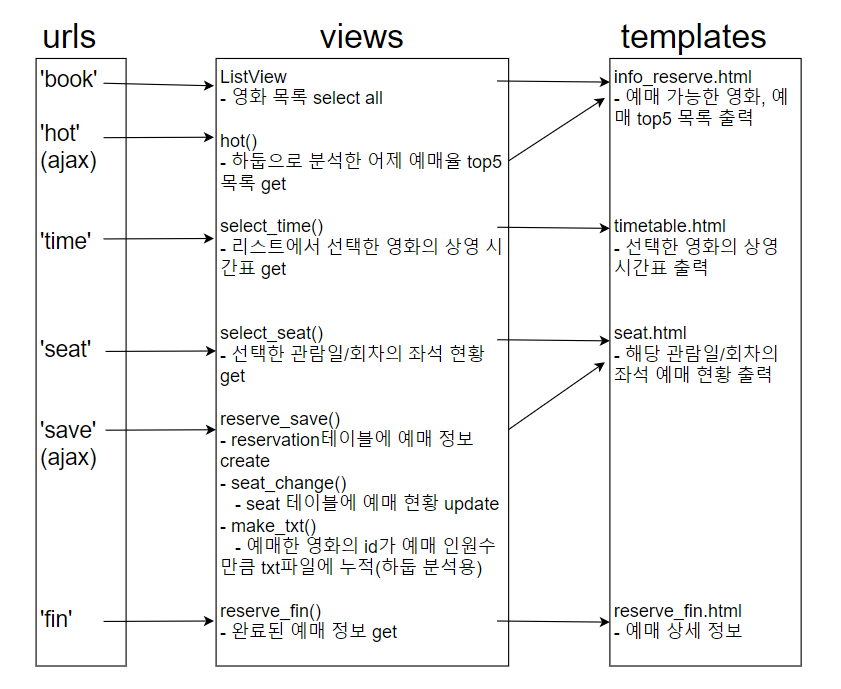 urls
views
templates
'book'
'hot'
(ajax)
'time'
'seat'
'save'
(ajax)
'fin'
ListView
- 영화 목록 select all
hot()
- 하둡으로 분석한 어제 예매율 top5
목록 get
select_time()
- 리스트에서 선택한 영화의 상영 시
간표 get
select_seat()
- 선택한 관람일/회차의 좌석 현황
get
reserve_save()
- reservation테이블에 예매 정보
create
- seat_change()
- seat 테이블에 예매 현황 update
- make_txt()
- 예매한 영화의 id가 예매 인원수
만큼 txt파일에 누적(하둡 분석용)
reserve_fin()
- 완료된 예매 정보 get
info_reserve.html
- 예매 가능한 영화, 예
매 top5 목록 출력
timetable.html
- 선택한 영화의 상영
시간표 출력
seat.html
- 해당 관람일/회차의
좌석 예매 현황 출력
reserve_fin.html
- 예매 상세 정보